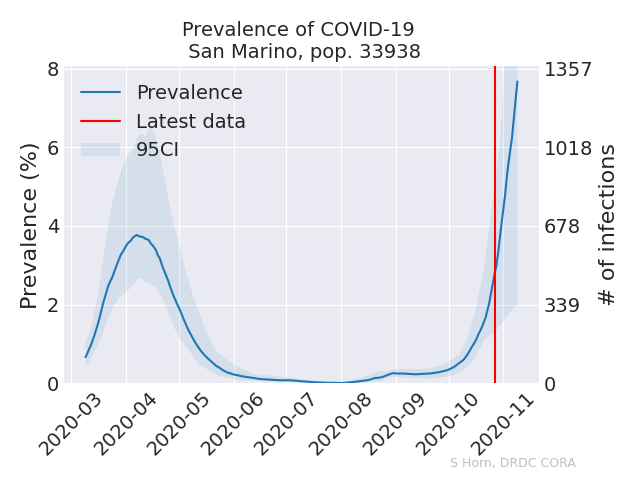 Prevalence of COVID-19
San Marino, pop. 33938
Prevalence (%)
8
6
4
2
0
Prevalence
Latest data
95CI
1357
1018
678
339
0
# of infections
2020-03
2020-04
2020-05
2020-06
2020-07
2020-08
2020-09
2020-10
2020-11
S Horn, DRDC CORA